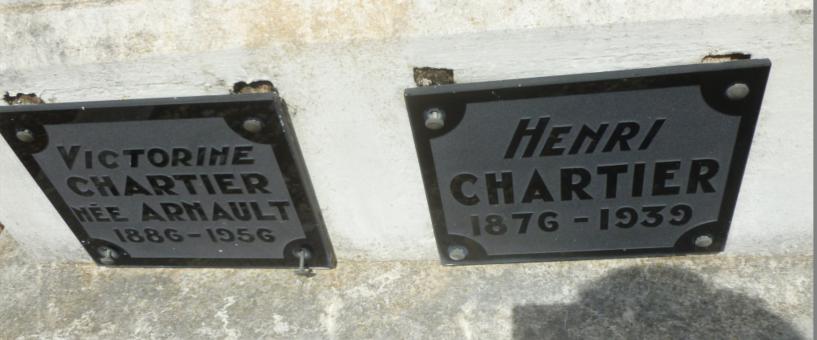 VICTORINE
CHARTIER
NÉE ARNAULT
1886-1956
HENRI
CHARTIER
1876-1939